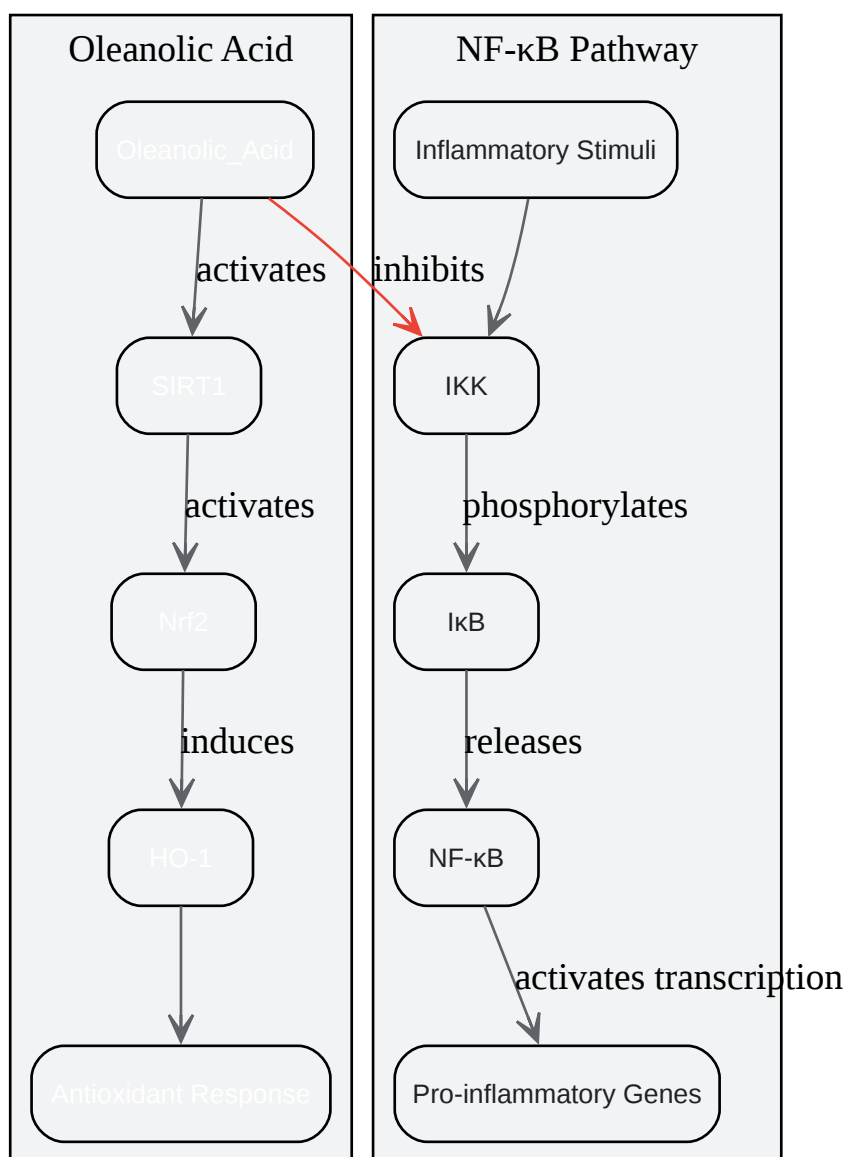 Oleanolic Acid
NF-κB Pathway
Oleanolic_Acid
Inflammatory Stimuli
activates
inhibits
SIRT1
IKK
activates
phosphorylates
Nrf2
IκB
induces
releases
HO-1
NF-κB
activates transcription
Antioxidant Response
Pro-inflammatory Genes